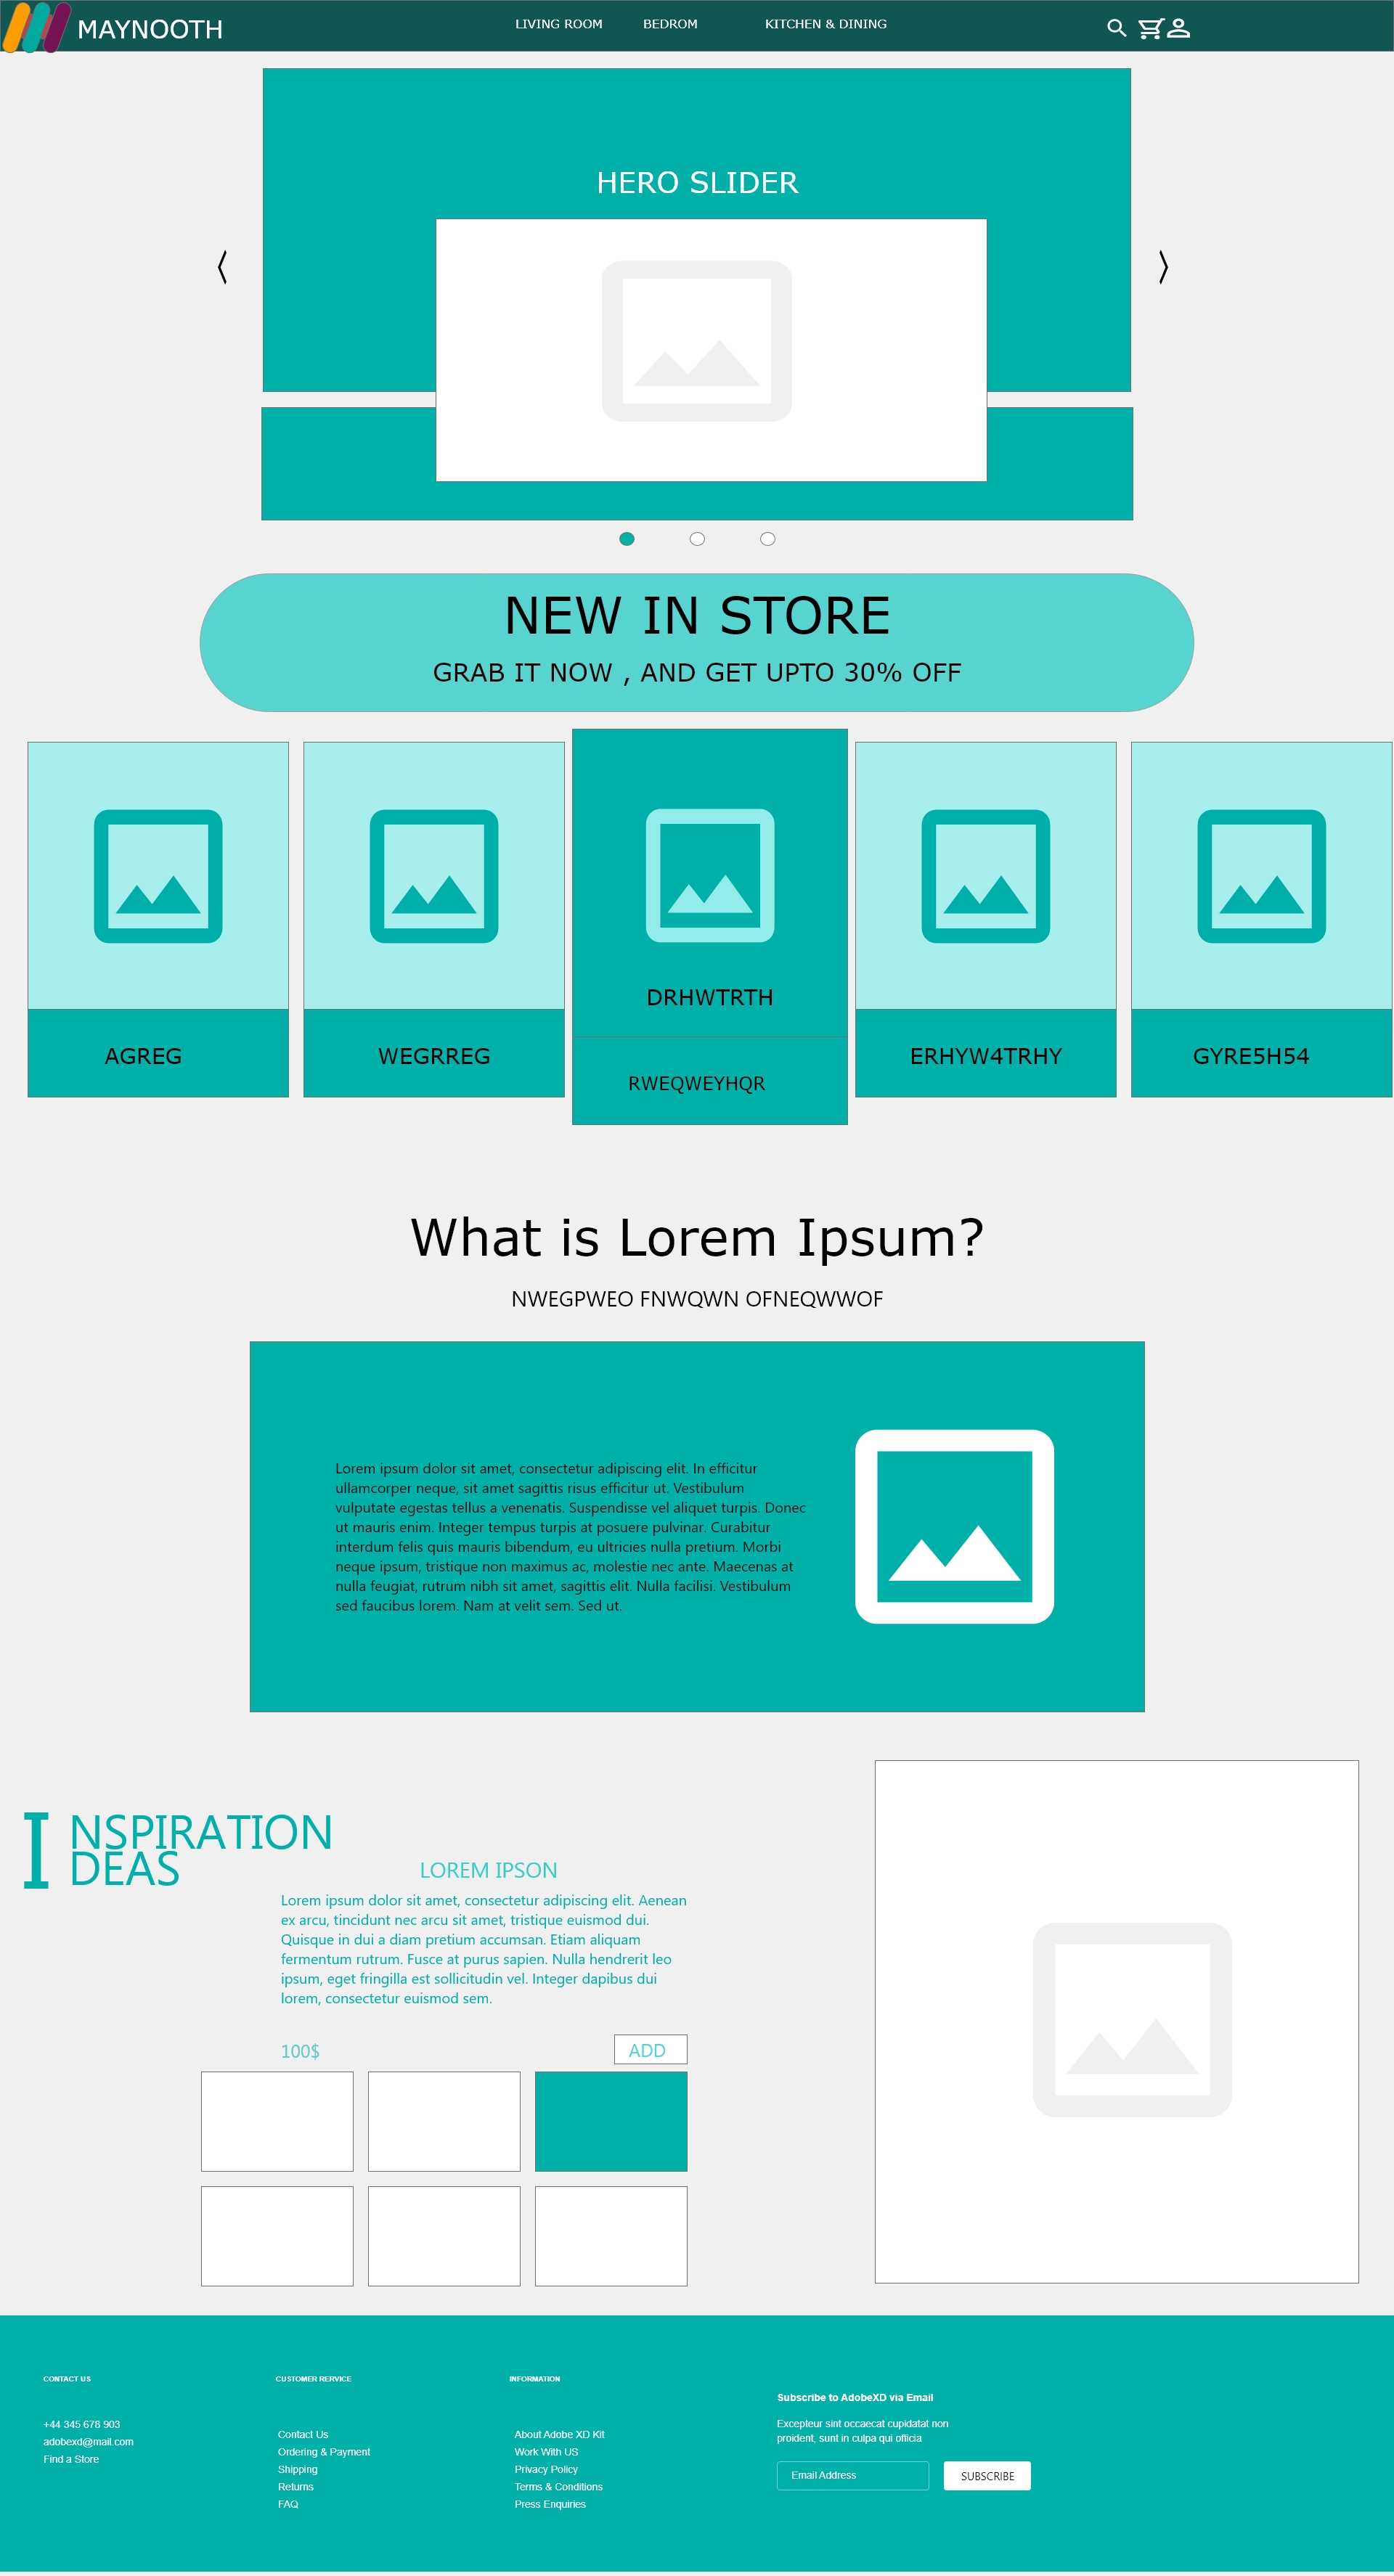 MAYNOOTH
LIVING ROOM
BEDROM
KITCHEN & DINING
HERO SLIDER
NEW IN STORE
GRAB IT NOW , AND GET UPTO 30% OFF
AGREG
WEGRREG
DRHWTRTH
RWEQWEYHQR
ERHYW4TRHY
GYRE5H54
What is Lorem Ipsum?
NWEGPWEO FNWQWN OFNEQWWOF
Lorem ipsum dolor sit amet, consectetur adipiscing elit. In efficitur
ullamcorper neque, sit amet sagittis risus efficitur ut. Vestibulum
vulputate egestas tellus a venenatis. Suspendisse vel aliquet turpis. Donec
ut mauris enim. Integer tempus turpis at posuere pulvinar. Curabitur
interdum felis quis mauris bibendum, eu ultricies nulla pretium. Morbi
neque ipsum, tristique non maximus ac, molestie nec ante. Maecenas at
nulla feugiat, rutrum nibh sit amet, sagittis elit. Nulla facilisi. Vestibulum
sed faucibus lorem. Nam at velit sem. Sed ut.
INSPIRATION
DEAS
LOREM IPSON
Lorem ipsum dolor sit amet, consectetur adipiscing elit. Aenean
ex arcu, tincidunt nec arcu sit amet, tristique euismod dui.
Quisque in dui a diam pretium accumsan. Etiam aliquam
fermentum rutrum. Fusce at purus sapien. Nulla hendrerit leo
ipsum, eget fringilla est sollicitudin vel. Integer dapibus dui
lorem, consectetur euismod sem.
100$
ADD
CONTACT US
+44 345 678 903
adobexd@mail.com
Find a Store
CUSTOMER RERVICE
Contact Us
Ordering & Payment
Shipping
Returns
FAQ
INFORMATION
About Adobe XD Kit
Work With US
Privacy Policy
Terms & Conditions
Press Enquiries
Subscribe to AdobeXD via Email
Excepteur sint occaecat cupidatat non
proident, sunt in culpa qui officia
Email Address
SUBSCRIBE